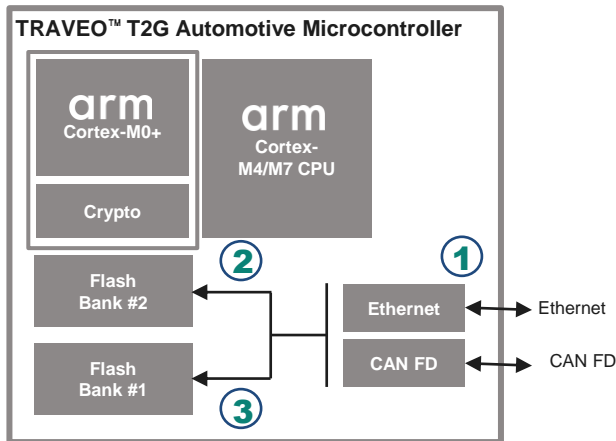 TRAVEO™ T2G Automotive Microcontroller
arm
Cortex-M0+
Crypto
arm
Cortex-
M4/M7 CPU
1
2
Flash
Bank #2
Ethernet
Ethernet
CAN FD
CAN FD
Flash
Bank #1
3